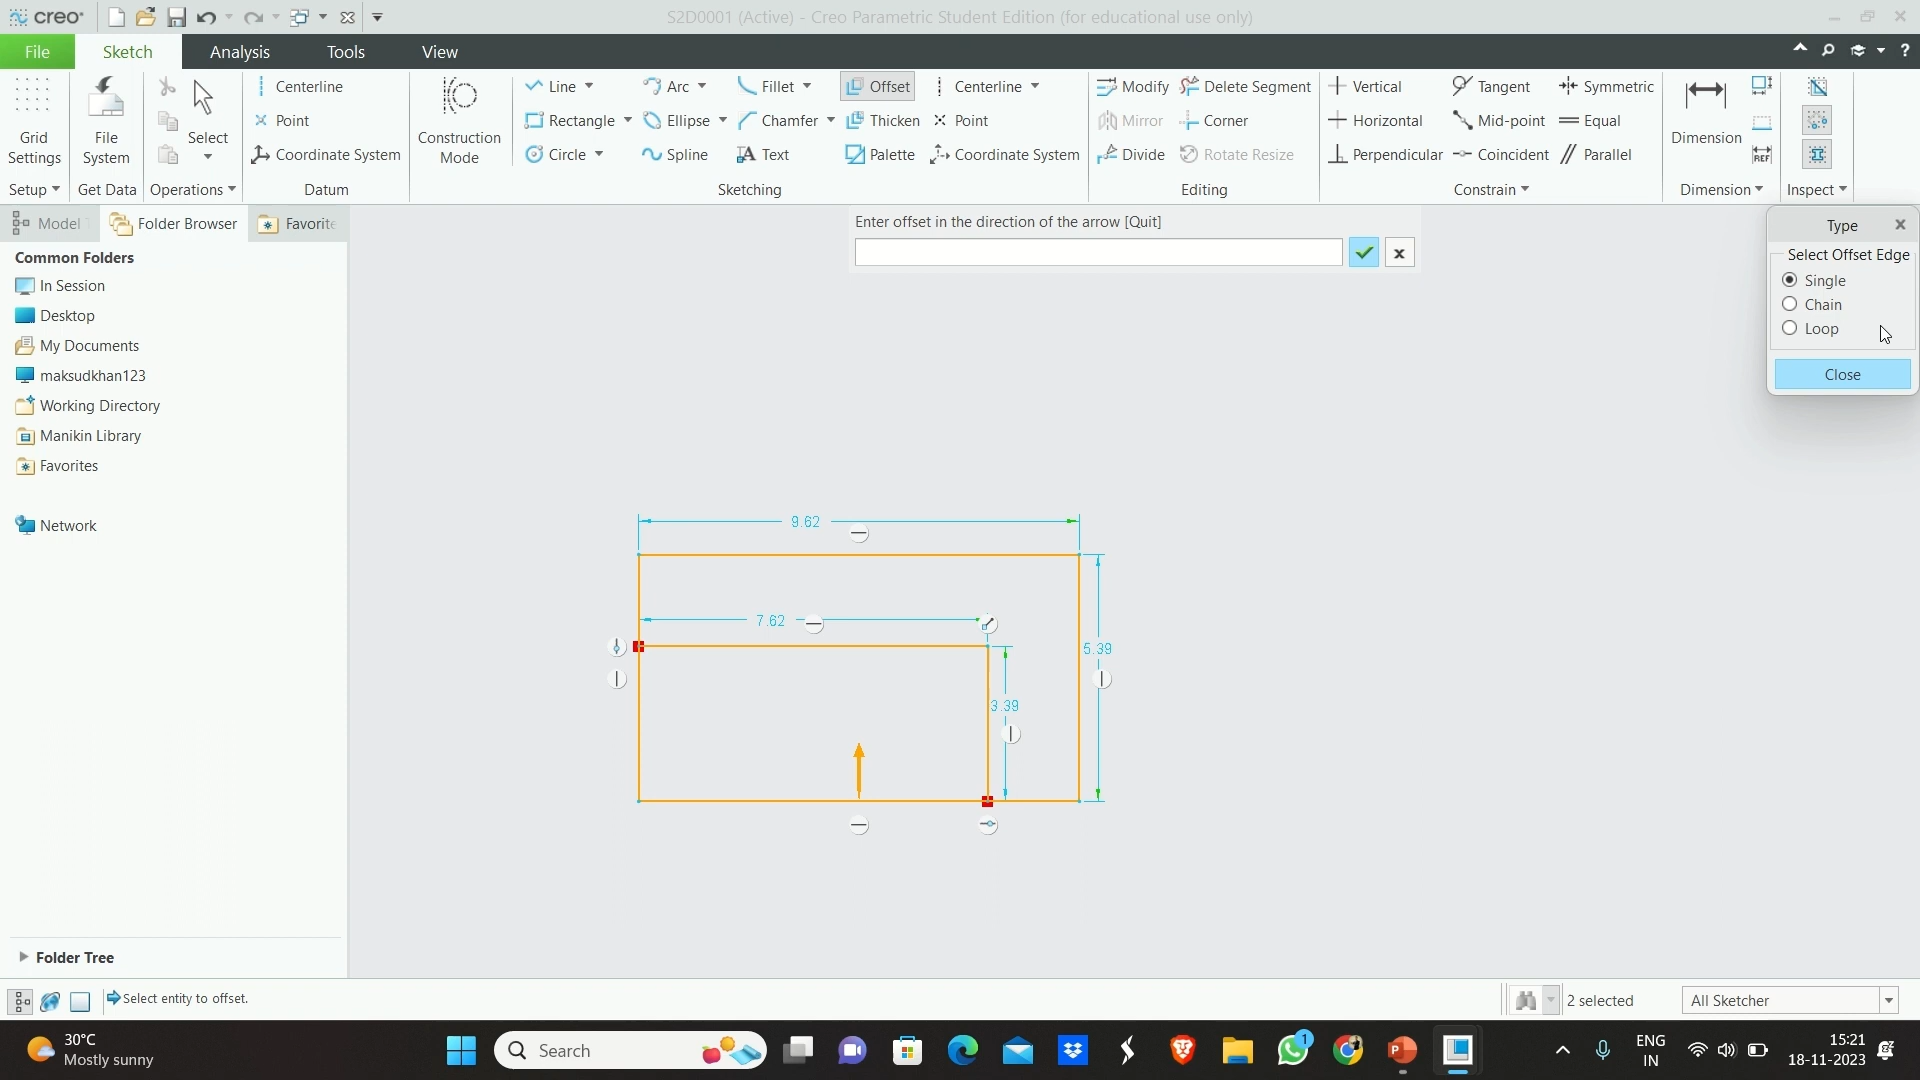 creo
S2D0001 (Active) - Creo Parametric Student Edition (for educational use only)
File Sketch Analysis Tools View
Grid Settings
File System
Select
Centerline
Point
Coordinate System
Construction Mode
Line Arc Fillet Offset Centerline
Rectangle Ellipse Chamfer Thicken Point
Circle Spline Text Palette Coordinate System
Modify Delete Segment
Mirror Corner
Divide Rotate Resize
Vertical Tangent Symmetric
Horizontal Mid-point Equal
Perpendicular Coincident Parallel
Dimension
REF
Setup Get Data Operations Datum Sketching Editing Constrain Dimension Inspect
Model Folder Browser Favorite
Common Folders
In Session
Desktop
My Documents
maksudkhan123
Working Directory
Manikin Library
Favorites
Network
Folder Tree
Enter offset in the direction of the arrow [Quit]
Type
Select Offset Edge
Single
Chain
Loop
Close
9.62
7.62
5.39
3.39
Select entity to offset.
2 selected
All Sketcher
30°C
Mostly sunny
Search
1
ENG
IN
15:21
18-11-2023